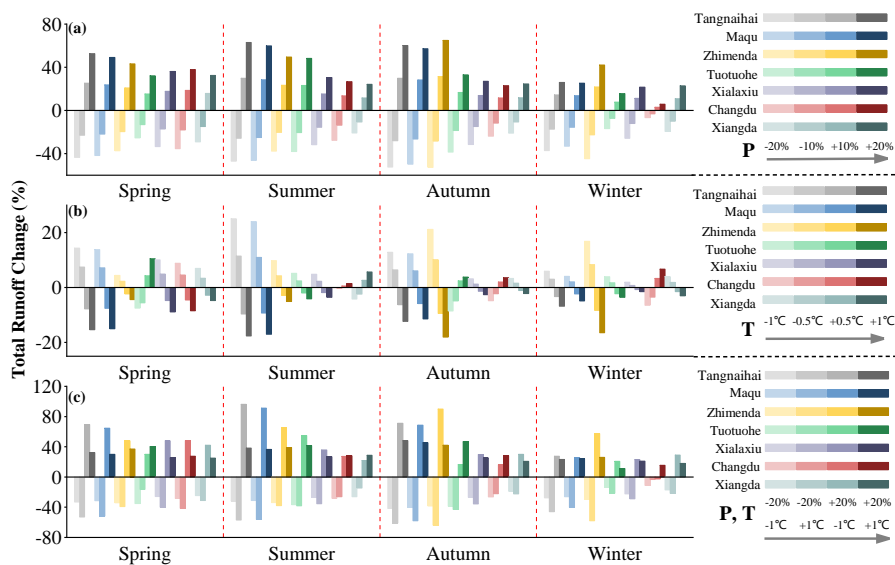 Total Runoff Change (%)
(a)
80
40
0
-40
Spring Summer Autumn Winter
Tangnaihai
Maqu
Zhimenda
Tuotuohe
Xialaxiu
Changdu
Xiangda
P
-20% -10% +10% +20%
(b)
20
0
-20
Spring Summer Autumn Winter
Tangnaihai
Maqu
Zhimenda
Tuotuohe
Xialaxiu
Changdu
Xiangda
-1℃ -0.5℃ +0.5℃ +1℃
T
(c)
120
80
40
0
-40
-80
Spring Summer Autumn Winter
Tangnaihai
Maqu
Zhimenda
Tuotuohe
Xialaxiu
Changdu
Xiangda
P, T
-20% -20% +20% +20%
-1℃ +1℃ -1℃ +1℃